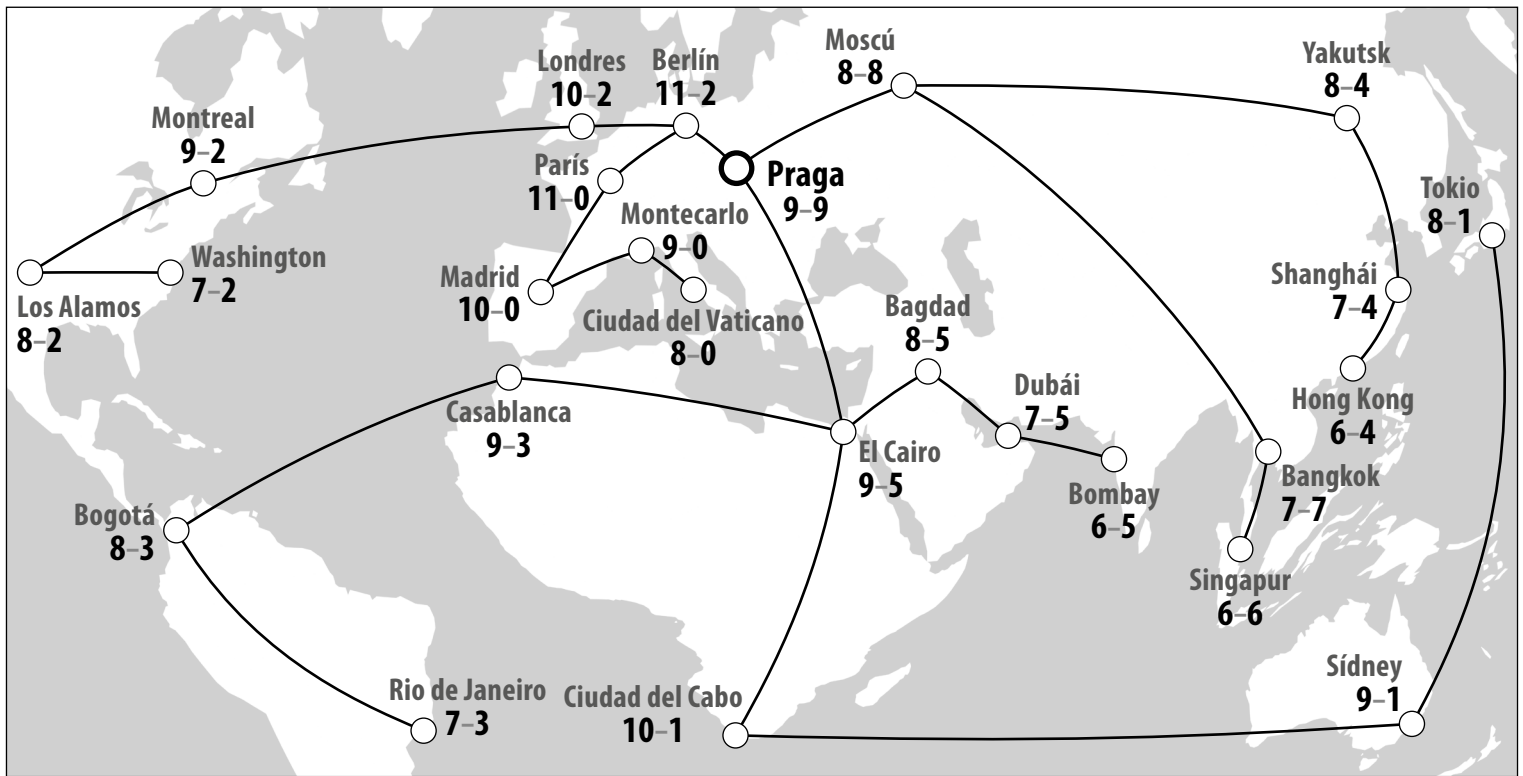 Moscú
8–8
Yakutsk
8–4
Londres
10–2
Berlín
11–2
Montreal
9–2
París
11–0
Praga
9–9
Tokio
8–1
Montecarlo
9–0
Washington
7–2
Madrid
10–0
Shanghái
7–4
Los Alamos
8–2
Ciudad del Vaticano
8–0
Bagdad
8–5
Dubái
7–5
Casablanca
9–3
Hong Kong
6–4
El Cairo
9–5
Bombay
6–5
Bangkok
7–7
Bogotá
8–3
Singapur
6–6
Rio de Janeiro
7–3
Ciudad del Cabo
10–1
Sídney
9–1